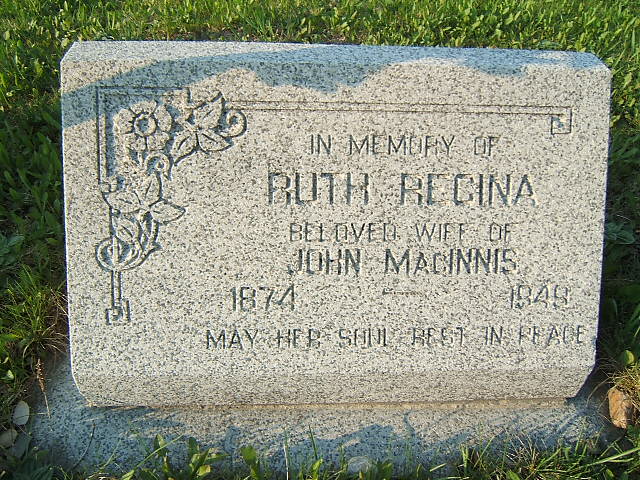 IN MEMORY OF
RUTH REGINA
BELOVED WIFE OF
JOHN MACINNIS
1874 – 1949
MAY HER SOUL REST IN PEACE